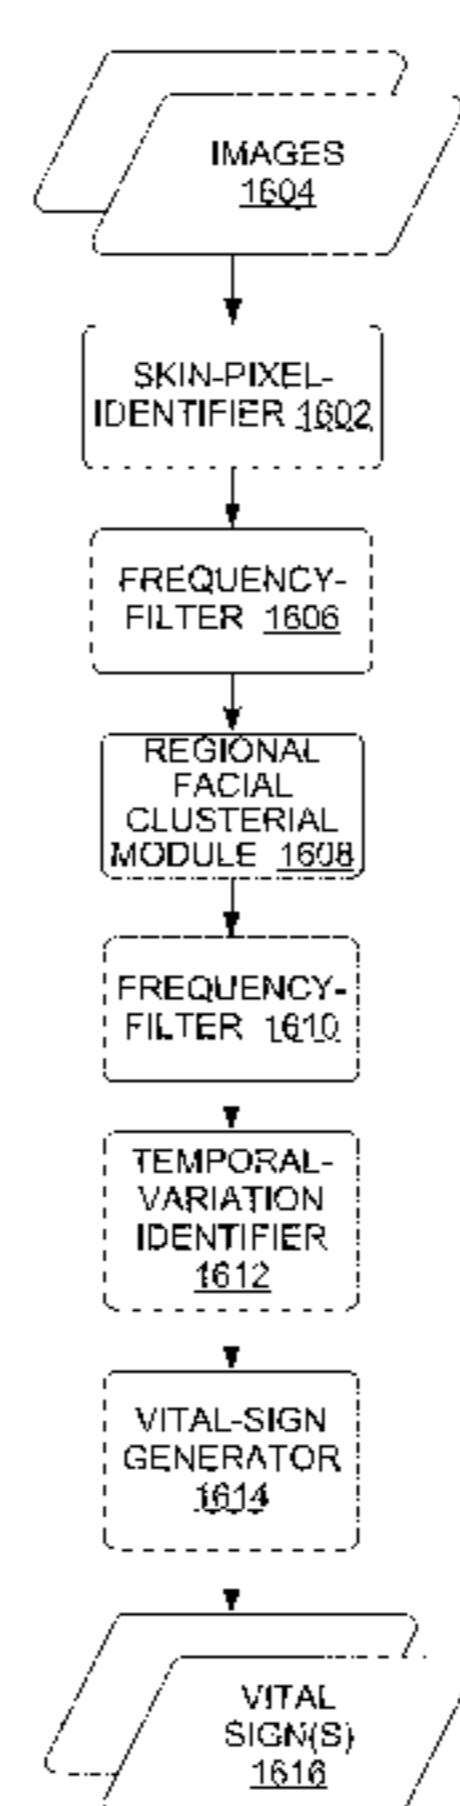 IMAGES
1604
SKIN-PIXEL-
IDENTIFIER 1602
FREQUENCY-
FILTER 1606
REGIONAL
FACIAL
CLUSTERIAL
MODULE 1608
FREQUENCY-
FILTER 1610
TEMPORAL-
VARIATION
IDENTIFIER
1612
VITAL-SIGN
GENERATOR
1614
VITAL
SIGN(S)
1616